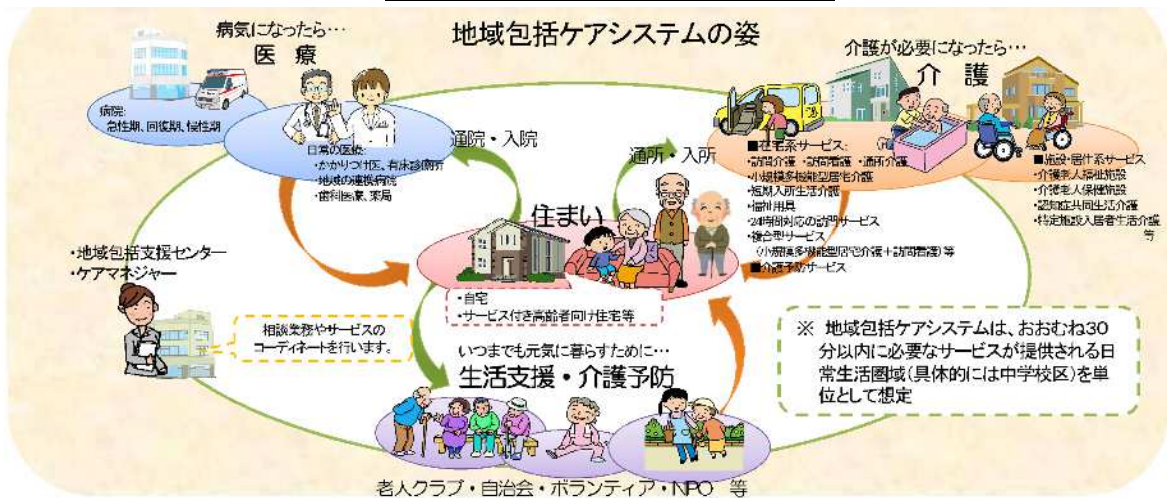 地域包括ケアシステムの姿
病気になったら…
医 療
病院:
急性期、回復期、慢性期
日常の医療:
・かかりつけ医、有床診療所
・地域の連携病院
・歯科医療、薬局
通院・入院
通所・入所
介護が必要になったら…
介 護
■在宅系サービス:
・訪問介護 ・訪問看護 ・通所介護
・小規模多機能型居宅介護
・短期入所生活介護
・福祉用具
・24時間対応の訪問サービス
・複合型サービス
(小規模多機能型居宅介護+訪問看護)等
■介護予防サービス
■施設・居住系サービス
・介護老人福祉施設
・介護老人保健施設
・認知症共同生活介護
・特定施設入居者生活介護
等
住まい
・自宅
・サービス付き高齢者向け住宅等
・地域包括支援センター
・ケアマネジャー
相談業務やサービスの
コーディネートを行います。
いつまでも元気に暮らすために…
生活支援・介護予防
老人クラブ・自治会・ボランティア・NPO 等
※ 地域包括ケアシステムは、おおむね30
分以内に必要なサービスが提供される日
常生活圏域(具体的には中学校区)を単
位として想定